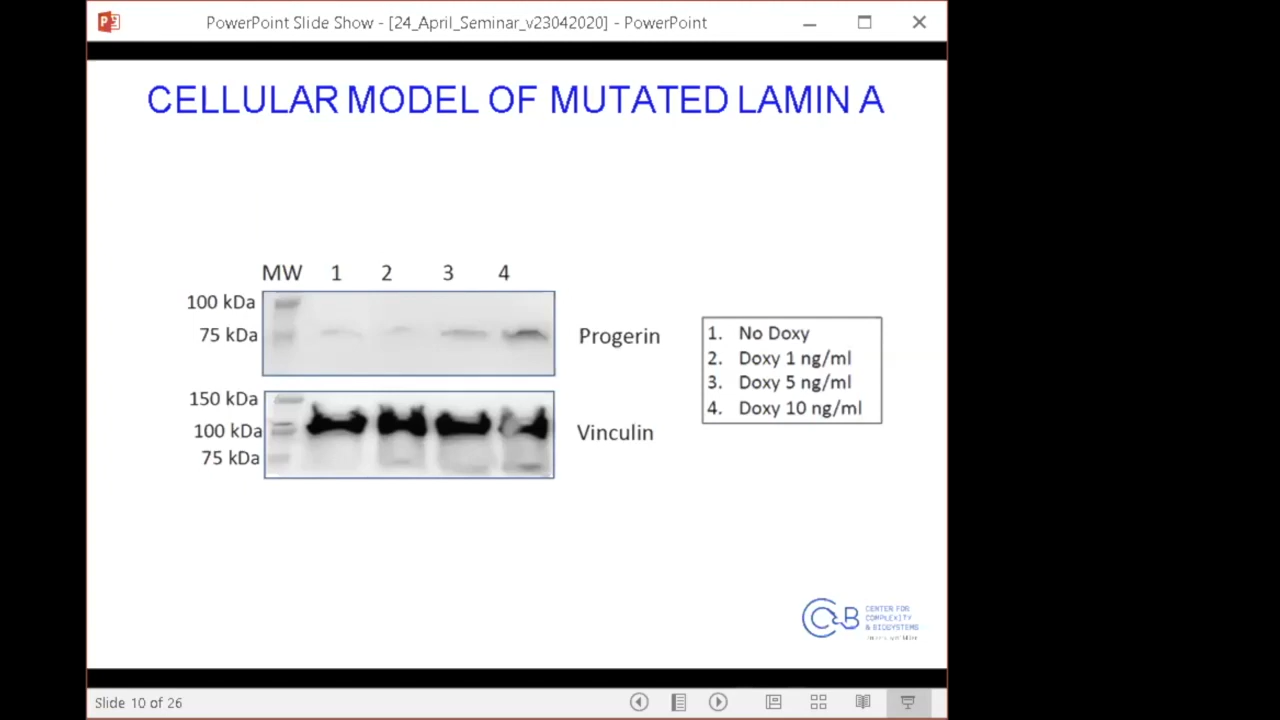 PowerPoint Slide Show - [24_April_Seminar_v23042020] - PowerPoint
CELLULAR MODEL OF MUTATED LAMIN A
MW 1 2 3 4
100 kDa
75 kDa
Progerin
150 kDa
100 kDa
75 kDa
Vinculin
1. No Doxy
2. Doxy 1 ng/ml
3. Doxy 5 ng/ml
4. Doxy 10 ng/ml
CENTER FOR
COMPLEXITY
& BIOSYSTEMS
Slide 10 of 26